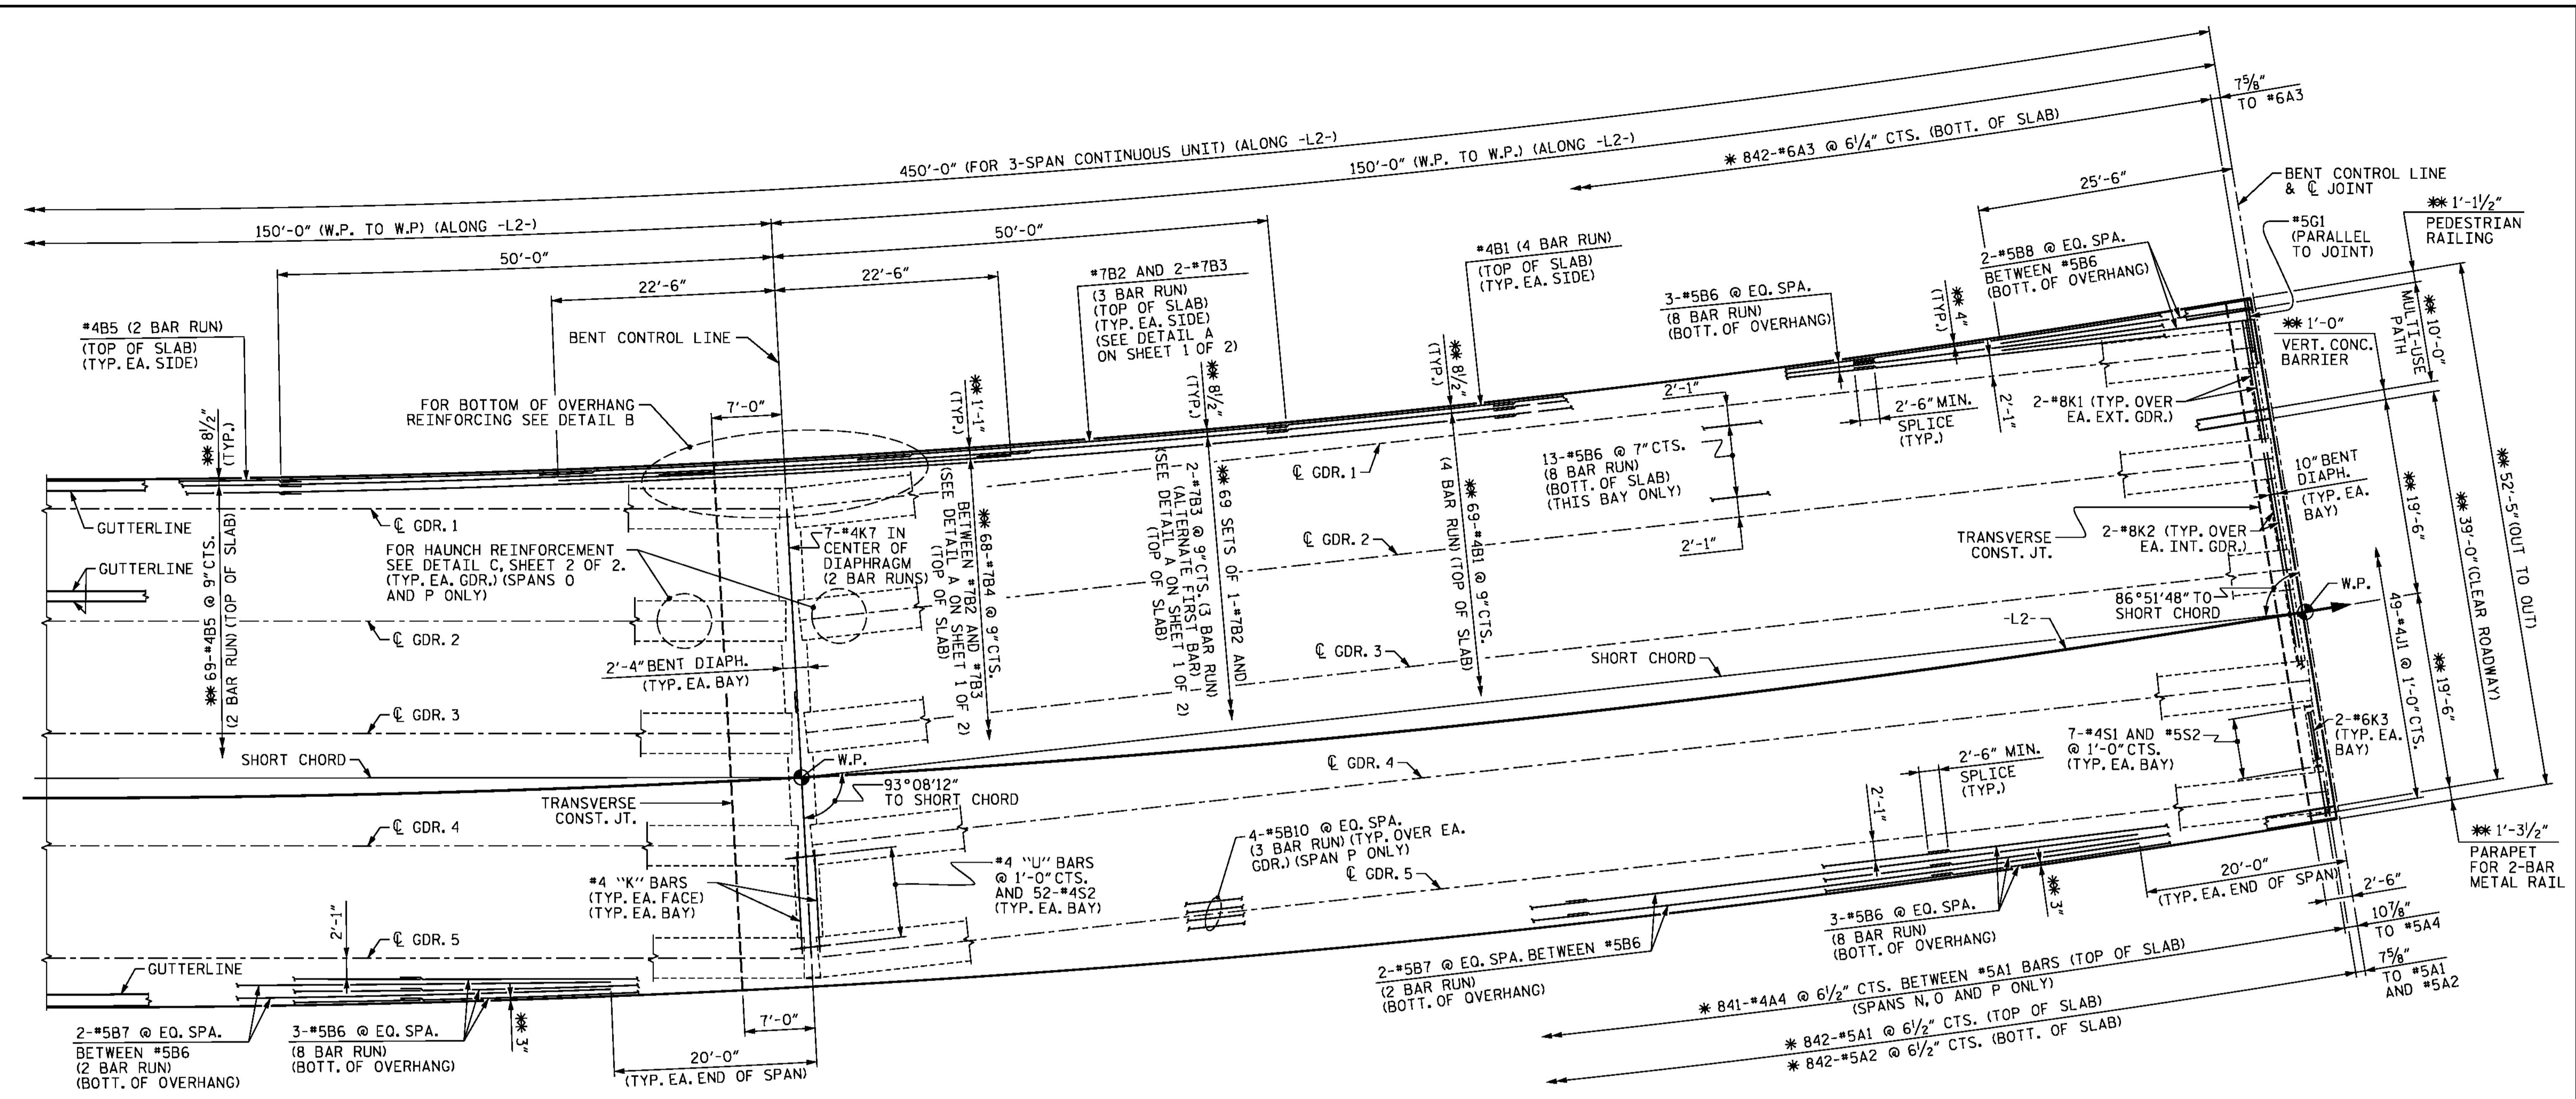 450'-0" (FOR 3-SPAN CONTINUOUS UNIT) (ALONG -L2-)
150'-0" (W.P. TO W.P.) (ALONG -L2-)
✱ 842-#6A3 @ 6 1/4" CTS. (BOTT. OF SLAB)
7 5/8"
TO #6A3
150'-0" (W.P. TO W.P) (ALONG -L2-)
50'-0"
50'-0"
22'-6"
22'-6"
25'-6"
BENT CONTROL LINE
& ℄ JOINT
#5G1
(PARALLEL
TO JOINT)
✱✱ 1'-1 1/2"
PEDESTRIAN
RAILING
#4B5 (2 BAR RUN)
(TOP OF SLAB)
(TYP. EA. SIDE)
BENT CONTROL LINE
#7B2 AND 2-#7B3
(3 BAR RUN)
(TOP OF SLAB)
(TYP. EA. SIDE)
(SEE DETAIL A
ON SHEET 1 OF 2)
#4B1 (4 BAR RUN)
(TOP OF SLAB)
(TYP. EA. SIDE)
3-#5B6 @ EQ. SPA.
(8 BAR RUN)
(BOTT. OF OVERHANG)
✱✱ 4"
(TYP.)
2-#5B8 @ EQ. SPA.
BETWEEN #5B6
(BOTT. OF OVERHANG)
✱✱ 1'-0"
VERT. CONC.
BARRIER
✱✱ 10'-0"
MULTI-USE
PATH
✱✱ 52'-5" (OUT TO OUT)
✱✱ 39'-0" (CLEAR ROADWAY)
✱✱ 19'-6"
✱✱ 19'-6"
FOR BOTTOM OF OVERHANG
REINFORCING SEE DETAIL B
7'-0"
✱✱ 8 1/2"
(TYP.)
✱✱ 1'-1"
(TYP.)
✱✱ 8 1/2"
(TYP.)
✱✱ 8 1/2"
(TYP.)
2'-6" MIN.
SPLICE
(TYP.)
2'-1"
2-#8K1 (TYP. OVER
EA. EXT. GDR.)
2'-1"
13-#5B6 @ 7" CTS.
(8 BAR RUN)
(BOTT. OF SLAB)
(THIS BAY ONLY)
2'-1"
10" BENT
DIAPH.
(TYP. EA.
BAY)
TRANSVERSE
CONST. JT.
2-#8K2 (TYP. OVER
EA. INT. GDR.)
86°51'48" TO
SHORT CHORD
W.P.
-L2-
49-#4J1 @ 1'-0" CTS.
GUTTERLINE
GUTTERLINE
✱✱ 69-#4B5 @ 9" CTS.
(2 BAR RUN) (TOP OF SLAB)
℄ GDR. 1
FOR HAUNCH REINFORCEMENT
SEE DETAIL C, SHEET 2 OF 2.
(TYP. EA. GDR.) (SPANS O
AND P ONLY)
℄ GDR. 2
7-#4K7 IN
CENTER OF
DIAPHRAGM
(2 BAR RUNS)
✱✱ 68-#7B4 @ 9" CTS.
BETWEEN #7B2 AND #7B3
(SEE DETAIL A ON SHEET 1 OF 2)
(TOP OF SLAB)
✱✱ 69 SETS OF 1-#7B2 AND
2-#7B3 @ 9" CTS. (3 BAR RUN)
(ALTERNATE FIRST BAR)
(SEE DETAIL A ON SHEET 1 OF 2)
(TOP OF SLAB)
✱✱ 69-#4B1 @ 9" CTS.
(4 BAR RUN) (TOP OF SLAB)
℄ GDR. 1
℄ GDR. 2
℄ GDR. 3
SHORT CHORD
2'-4" BENT DIAPH.
(TYP. EA. BAY)
℄ GDR. 3
SHORT CHORD
W.P.
93°08'12"
TO SHORT CHORD
TRANSVERSE
CONST. JT.
℄ GDR. 4
℄ GDR. 4
2'-6" MIN.
SPLICE
(TYP.)
7-#4S1 AND #5S2
@ 1'-0" CTS.
(TYP. EA. BAY)
2-#6K3
(TYP. EA.
BAY)
#4 "K" BARS
(TYP. EA. FACE)
(TYP. EA. BAY)
#4 "U" BARS
@ 1'-0" CTS.
AND 52-#4S2
(TYP. EA. BAY)
4-#5B10 @ EQ. SPA.
(3 BAR RUN) (TYP. OVER EA.
GDR.) (SPAN P ONLY)
℄ GDR. 5
2'-1"
✱✱ 1'-3 1/2"
PARAPET
FOR 2-BAR
METAL RAIL
20'-0"
(TYP. EA. END OF SPAN)
2'-6"
10 7/8"
TO #5A4
7 5/8"
TO #5A1
AND #5A2
2'-1"
℄ GDR. 5
GUTTERLINE
2-#5B7 @ EQ. SPA.
BETWEEN #5B6
(2 BAR RUN)
(BOTT. OF OVERHANG)
3-#5B6 @ EQ. SPA.
(8 BAR RUN)
(BOTT. OF OVERHANG)
✱✱ 3"
7'-0"
20'-0"
(TYP. EA. END OF SPAN)
2-#5B7 @ EQ. SPA. BETWEEN #5B6
(2 BAR RUN)
(BOTT. OF OVERHANG)
3-#5B6 @ EQ. SPA.
(8 BAR RUN)
(BOTT. OF OVERHANG)
✱✱ 3"
✱ 841-#4A4 @ 6 1/2" CTS. BETWEEN #5A1 BARS (TOP OF SLAB)
(SPANS N, O AND P ONLY)
✱ 842-#5A1 @ 6 1/2" CTS. (TOP OF SLAB)
✱ 842-#5A2 @ 6 1/2" CTS. (BOTT. OF SLAB)